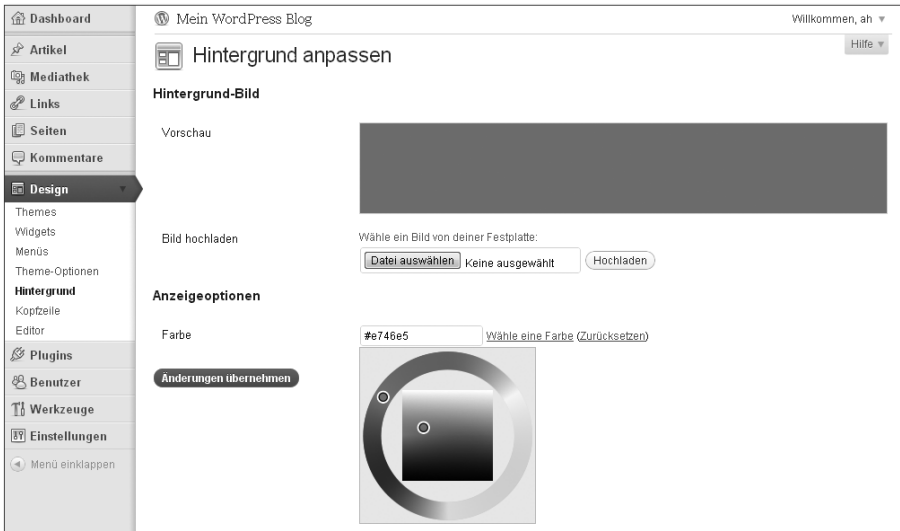 Dashboard
Artikel
Mediathek
Links
Seiten
Kommentare
Design
Themes
Widgets
Menüs
Theme-Optionen
Hintergrund
Kopfzeile
Editor
Plugins
Benutzer
Werkzeuge
Einstellungen
Menü einklappen
Mein WordPress Blog
Willkommen, ah
Hilfe
Hintergrund anpassen
Hintergrund-Bild
Vorschau
Bild hochladen
Wähle ein Bild von deiner Festplatte:
Datei auswählen Keine ausgewählt Hochladen
Anzeigeoptionen
Farbe
#e746e5 Wähle eine Farbe (Zurücksetzen)
Änderungen übernehmen